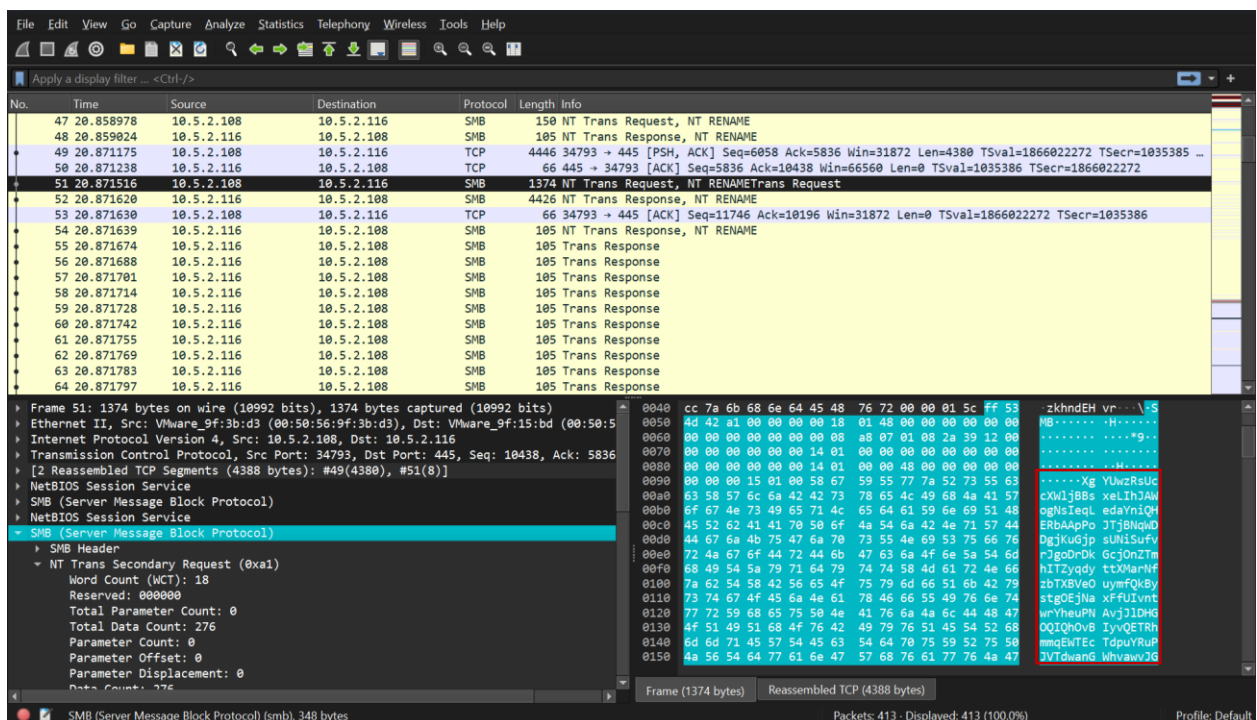 File Edit View Go Capture Analyze Statistics Telephony Wireless Tools Help
Apply a display filter ... <Ctrl-/>
No. Time Source Destination Protocol Length Info
47 20.858978 10.5.2.108 10.5.2.116 SMB 150 NT Trans Request, NT RENAME
48 20.859024 10.5.2.116 10.5.2.108 SMB 105 NT Trans Response, NT RENAME
49 20.871175 10.5.2.108 10.5.2.116 TCP 4446 34793 → 445 [PSH, ACK] Seq=6058 Ack=5836 Win=31872 Len=4380 TSval=1866022272 TSecr=1035385 ...
50 20.871238 10.5.2.116 10.5.2.108 TCP 66 445 → 34793 [ACK] Seq=5836 Ack=10438 Win=66560 Len=0 TSval=1035386 TSecr=1866022272
51 20.871516 10.5.2.108 10.5.2.116 SMB 1374 NT Trans Request, NT RENAMETrans Request
52 20.871620 10.5.2.116 10.5.2.108 SMB 4426 NT Trans Response, NT RENAME
53 20.871630 10.5.2.108 10.5.2.116 TCP 66 34793 → 445 [ACK] Seq=11746 Ack=10196 Win=31872 Len=0 TSval=1866022272 TSecr=1035386
54 20.871639 10.5.2.116 10.5.2.108 SMB 105 NT Trans Response, NT RENAME
55 20.871674 10.5.2.116 10.5.2.108 SMB 105 Trans Response
56 20.871688 10.5.2.116 10.5.2.108 SMB 105 Trans Response
57 20.871701 10.5.2.116 10.5.2.108 SMB 105 Trans Response
58 20.871714 10.5.2.116 10.5.2.108 SMB 105 Trans Response
59 20.871728 10.5.2.116 10.5.2.108 SMB 105 Trans Response
60 20.871742 10.5.2.116 10.5.2.108 SMB 105 Trans Response
61 20.871755 10.5.2.116 10.5.2.108 SMB 105 Trans Response
62 20.871769 10.5.2.116 10.5.2.108 SMB 105 Trans Response
63 20.871783 10.5.2.116 10.5.2.108 SMB 105 Trans Response
64 20.871797 10.5.2.116 10.5.2.108 SMB 105 Trans Response
Frame 51: 1374 bytes on wire (10992 bits), 1374 bytes captured (10992 bits)
Ethernet II, Src: VMware_9f:3b:d3 (00:50:56:9f:3b:d3), Dst: VMware_9f:15:bd (00:50:5
Internet Protocol Version 4, Src: 10.5.2.108, Dst: 10.5.2.116
Transmission Control Protocol, Src Port: 34793, Dst Port: 445, Seq: 10438, Ack: 5836
[2 Reassembled TCP Segments (4388 bytes): #49(4380), #51(8)]
NetBIOS Session Service
SMB (Server Message Block Protocol)
NetBIOS Session Service
SMB (Server Message Block Protocol)
SMB Header
NT Trans Secondary Request (0xa1)
Word Count (WCT): 18
Reserved: 000000
Total Parameter Count: 0
Total Data Count: 276
Parameter Count: 0
Parameter Offset: 0
Parameter Displacement: 0
Data Count: 276
0040 cc 7a 6b 68 6e 64 45 48 76 72 00 00 01 5c ff 53 ·zkhndEH vr···\·S
0050 4d 42 a1 00 00 00 00 18 01 48 00 00 00 00 00 00 MB······ ·H······
0060 00 00 00 00 00 00 00 08 a8 07 01 08 2a 39 12 00 ········ ····*9··
0070 00 00 00 00 00 00 14 01 00 00 00 00 00 00 00 00 ········ ········
0080 00 00 00 00 00 00 14 01 00 00 48 00 00 00 00 00 ········ ··H·····
0090 00 00 00 15 01 00 58 67 59 55 77 7a 52 73 55 63 ······Xg YUwzRsUc
00a0 63 58 57 6c 6a 42 42 73 78 65 4c 49 68 4a 41 57 cXWljBBs xeLIhJAW
00b0 6f 67 4e 73 49 65 71 4c 65 64 61 59 6e 69 51 48 ogNsIeqL edaYniQH
00c0 45 52 62 41 41 70 50 6f 4a 54 6a 42 4e 71 57 44 ERbAApPo JTjBNqWD
00d0 44 67 6a 4b 75 47 6a 70 73 55 4e 69 53 75 66 76 DgjKuGjp sUNiSufv
00e0 72 4a 67 6f 44 72 44 6b 47 63 6a 4f 6e 5a 54 6d rJgoDrDk GcjOnZTm
00f0 68 49 54 5a 79 71 64 79 74 74 58 4d 61 72 4e 66 hITZyqdy ttXMarNf
0100 7a 62 54 58 42 56 65 4f 75 79 6d 66 51 6b 42 79 zbTXBVeO uymfQkBy
0110 73 74 67 4f 45 6a 4e 61 78 46 66 55 49 76 6e 74 stgOEjNa xFfUIvnt
0120 77 72 59 68 65 75 50 4e 41 76 6a 4a 6c 44 48 47 wrYheuPN AvjJlDHG
0130 4f 51 49 51 68 4f 76 42 49 79 76 51 45 54 52 68 OQIQhOvB IyvQETRh
0140 6d 6d 71 45 57 54 45 63 54 64 70 75 59 52 75 50 mmqEWTEc TdpuYRuP
0150 4a 56 54 64 77 61 6e 47 57 68 76 61 77 76 4a 47 JVTdwanG WhvawvJG
Frame (1374 bytes) Reassembled TCP (4388 bytes)
SMB (Server Message Block Protocol) (smb), 348 bytes Packets: 413 · Displayed: 413 (100.0%) Profile: Default